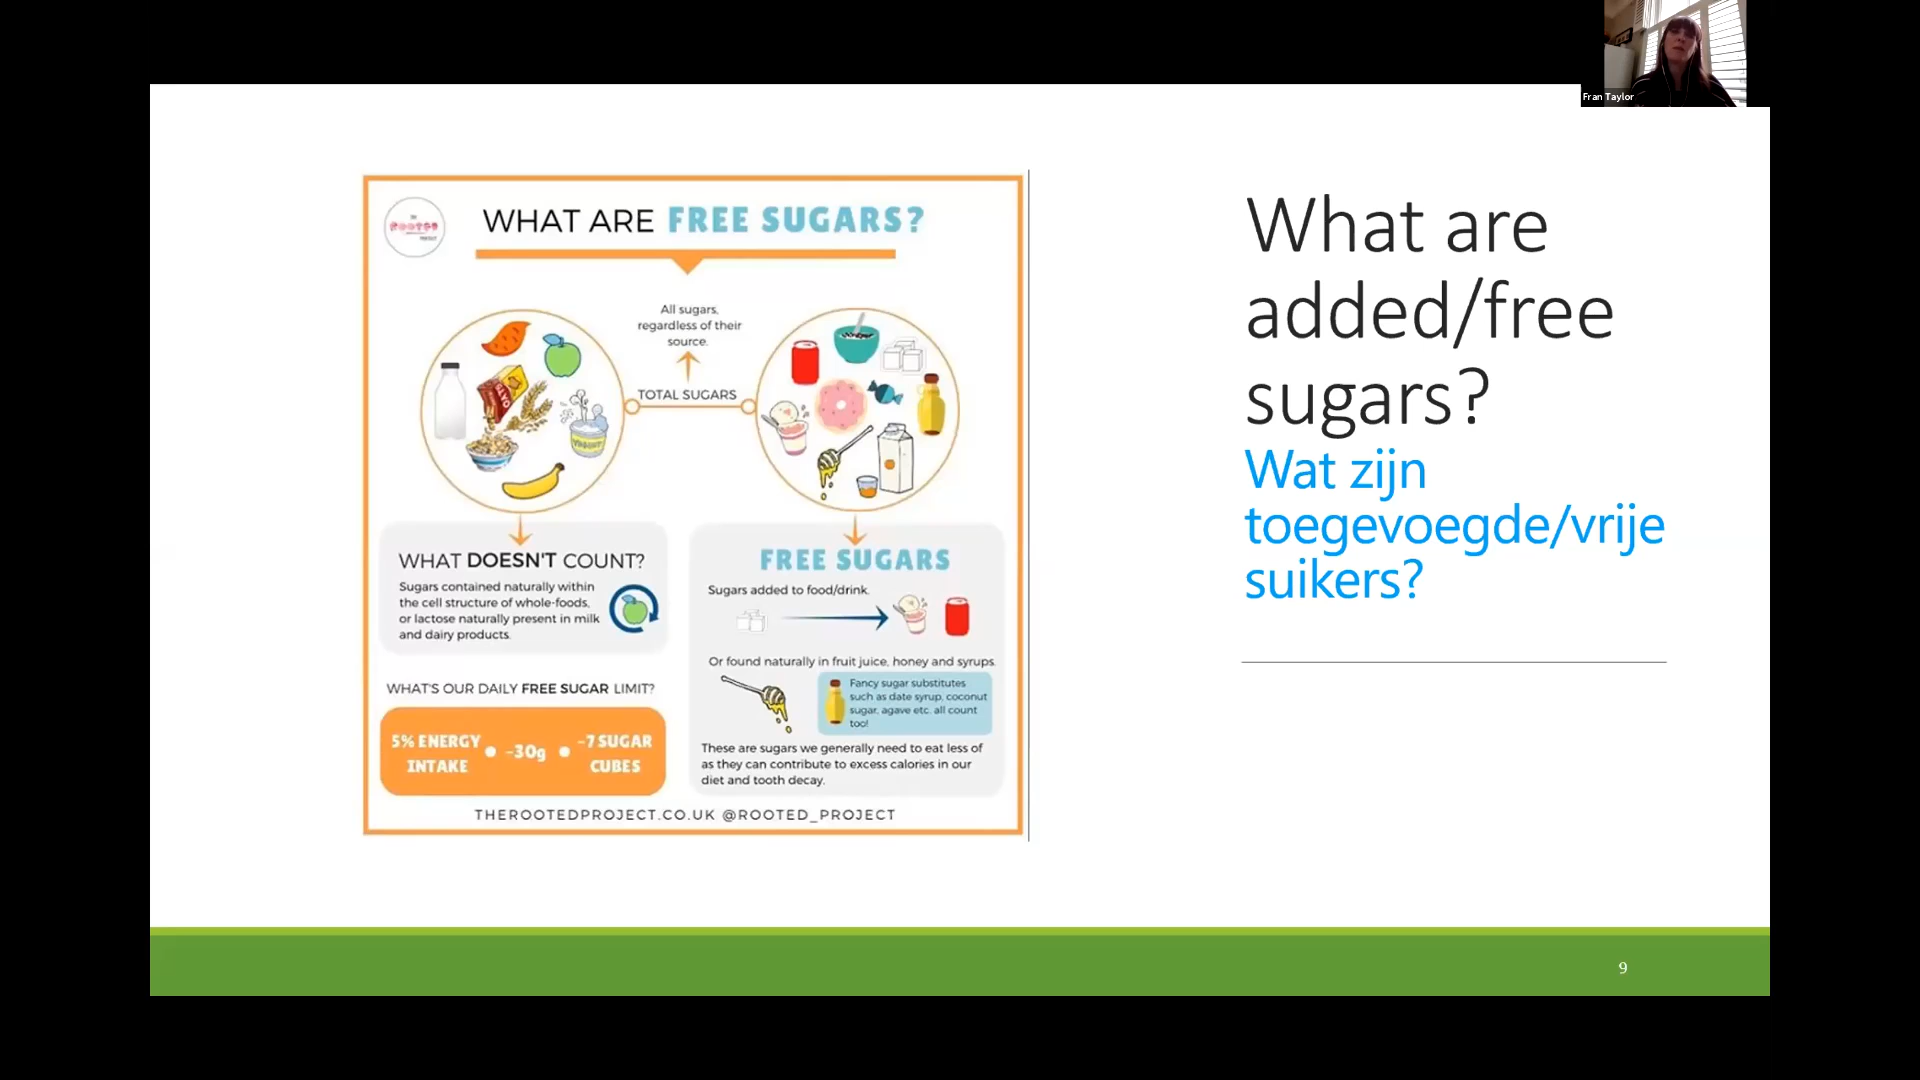 Fran Taylor
THE
ROOTED
PROJECT
WHAT ARE FREE SUGARS?
All sugars,
regardless of their
source.
TOTAL SUGARS
WHAT DOESN'T COUNT?
Sugars contained naturally within
the cell structure of whole-foods,
or lactose naturally present in milk
and dairy products.
WHAT'S OUR DAILY FREE SUGAR LIMIT?
5% ENERGY
INTAKE
~30g
~7 SUGAR
CUBES
FREE SUGARS
Sugars added to food/drink.
Or found naturally in fruit juice, honey and syrups.
Fancy sugar substitutes
such as date syrup, coconut
sugar, agave etc. all count
too!
These are sugars we generally need to eat less of
as they can contribute to excess calories in our
diet and tooth decay.
THEROOTEDPROJECT.CO.UK @ROOTED_PROJECT
What are
added/free
sugars?
Wat zijn
toegevoegde/vrije
suikers?
9